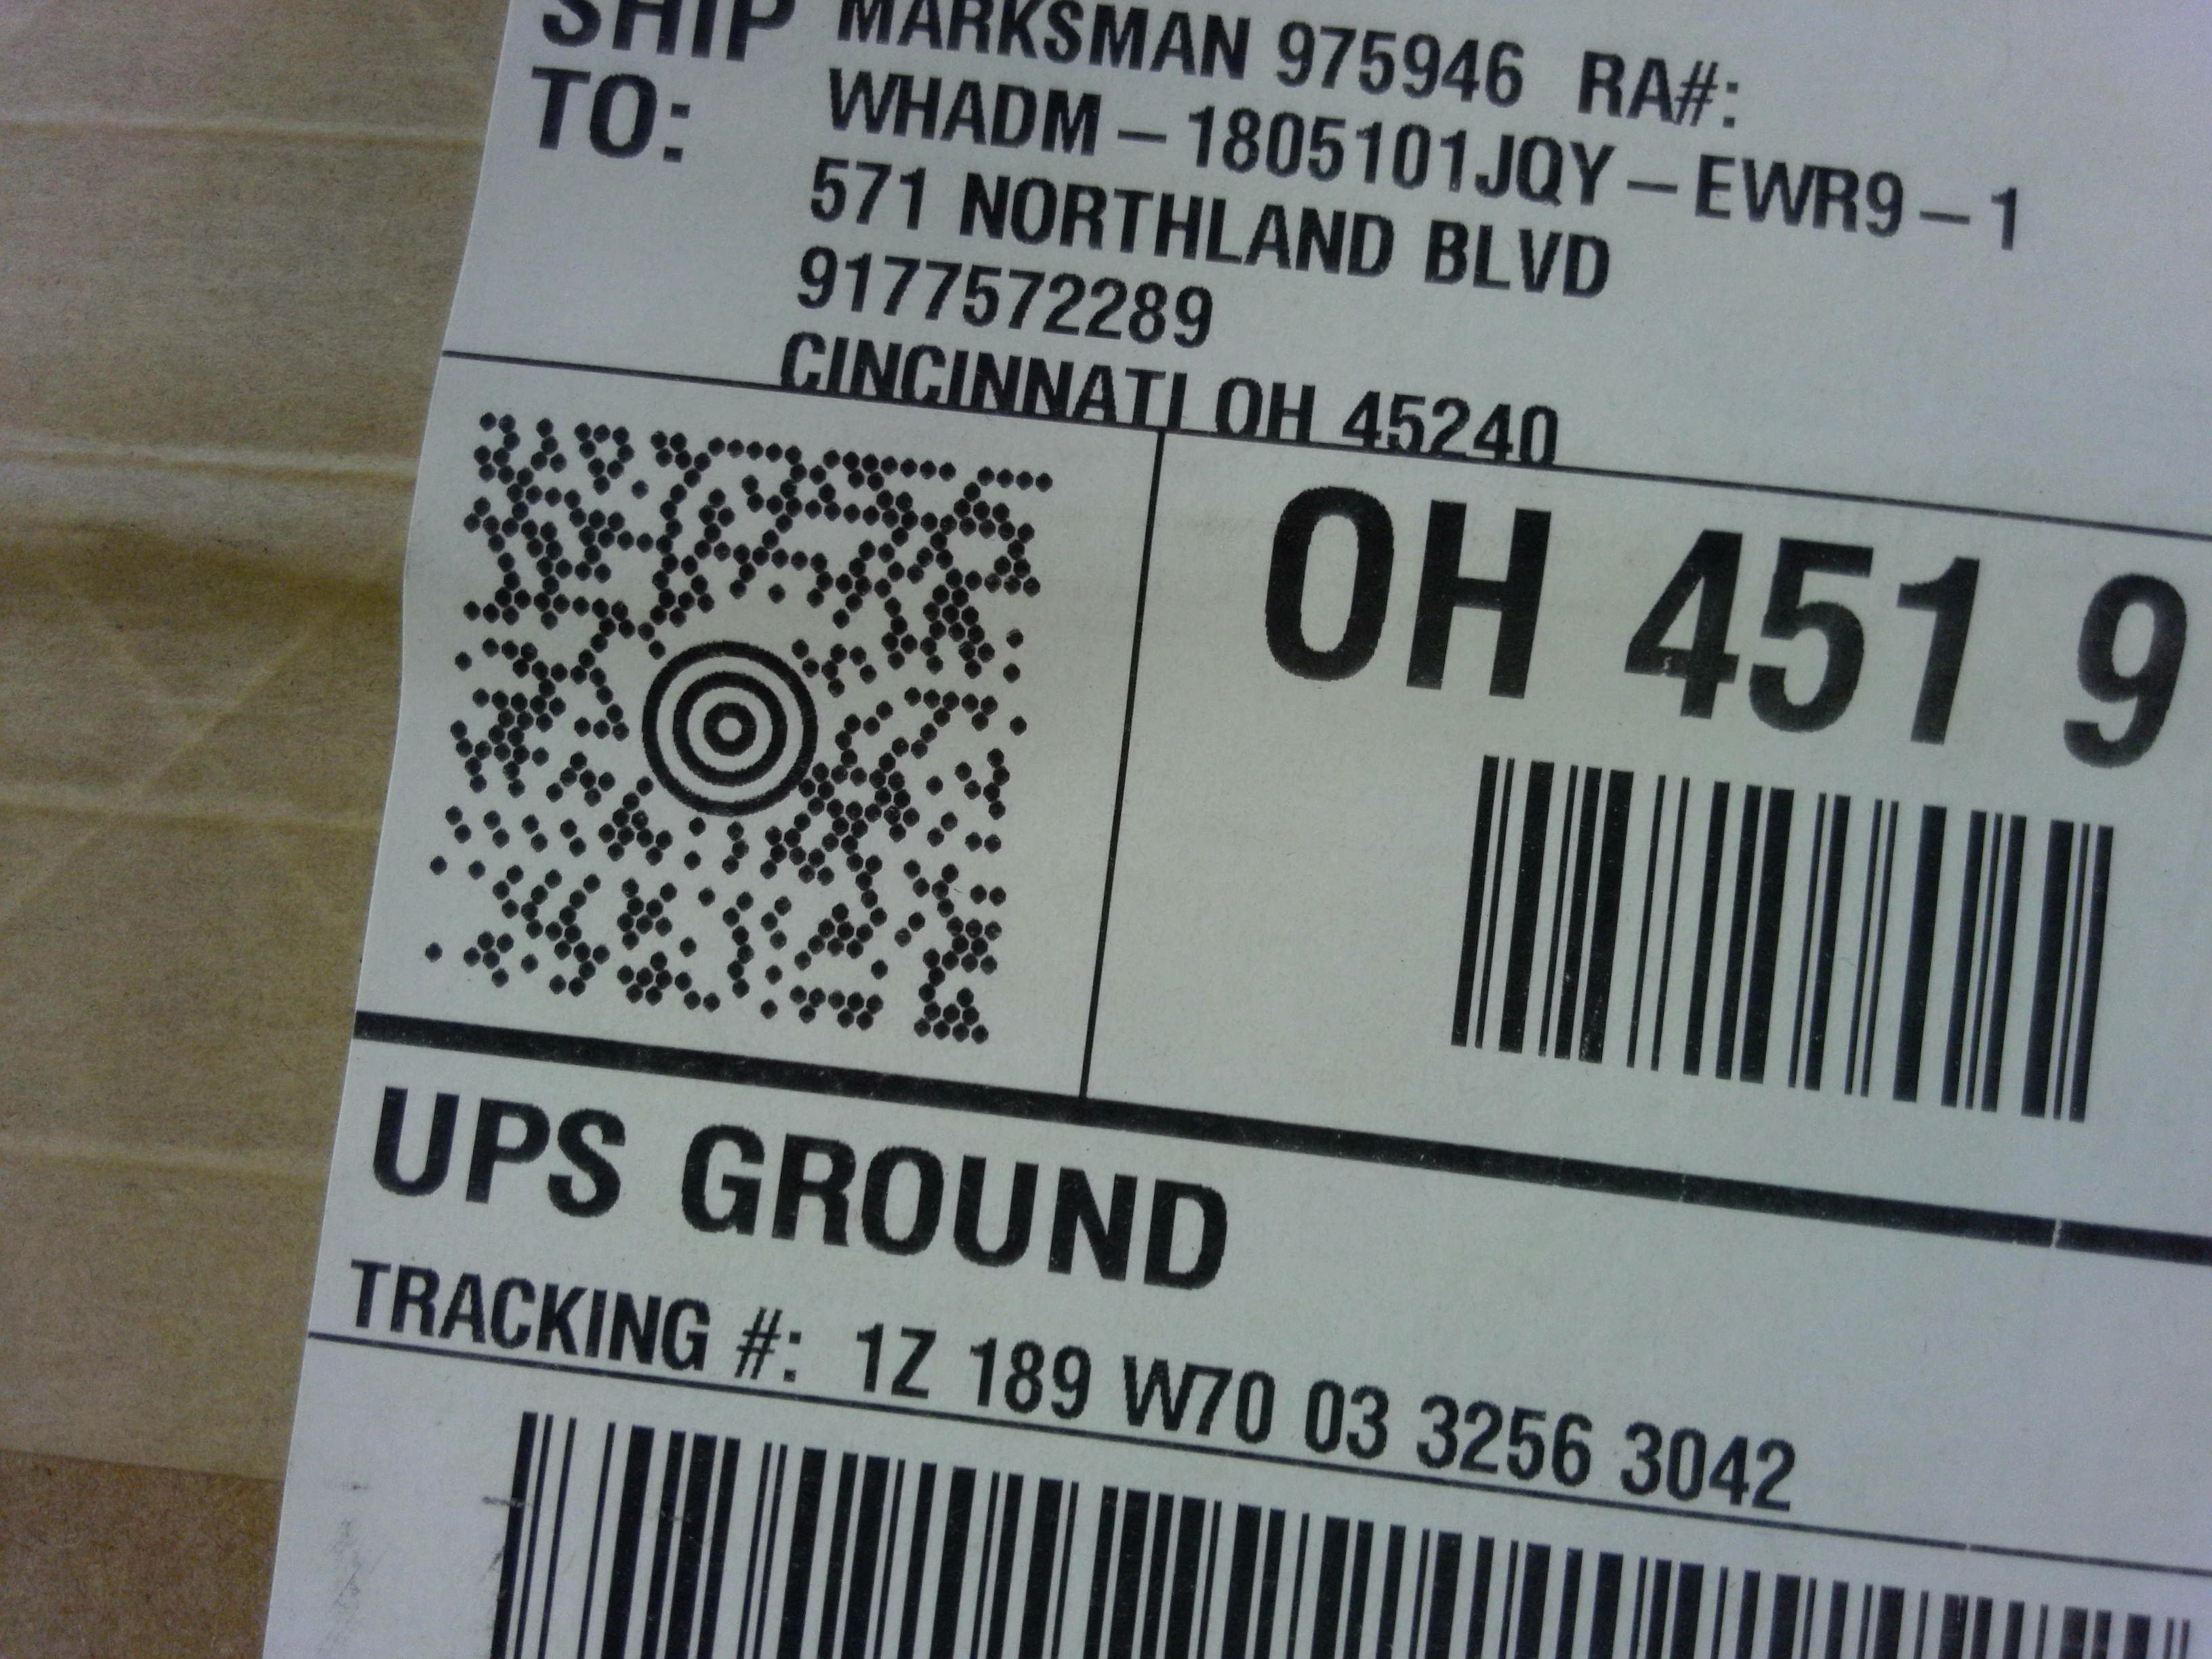 SHIP TO:
MARKSMAN 975946 RA#:
WHADM – 1805101JQY – EWR9 – 1
571 NORTHLAND BLVD
9177572289
CINCINNATI OH 45240
OH 451 9
UPS GROUND
TRACKING #: 1Z 189 W70 03 3256 3042